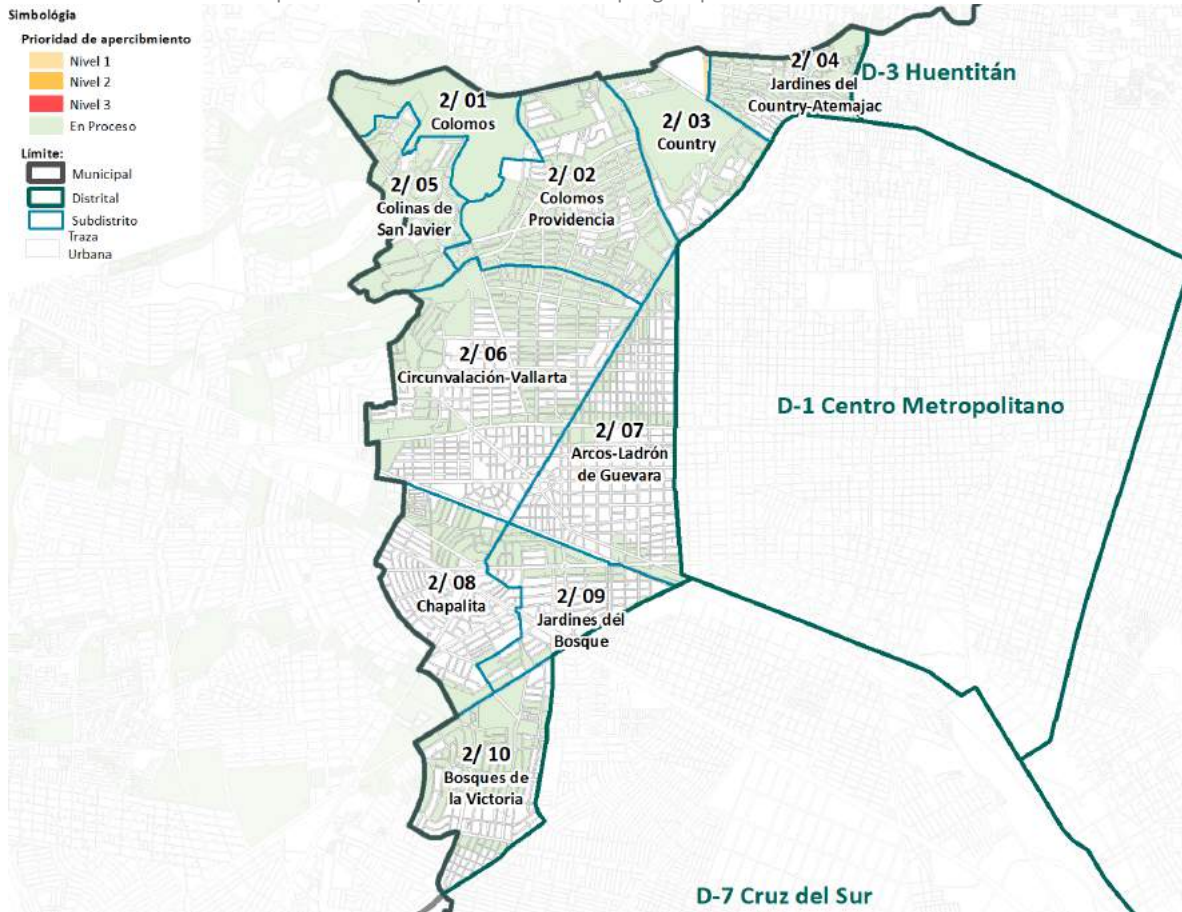 Simbológia
Prioridad de apercibmiento
Nivel 1
Nivel 2
Nivel 3
En Proceso
Límite:
Municipal
Distrital
Subdistrito
Traza
Urbana
2/ 01
Colomos
2/ 04
Jardines del
Country-Atemajac
D-3 Huentitán
2/ 03
Country
2/ 05
Colinas de
San Javier
2/ 02
Colomos
Providencia
2/ 06
Circunvalación-Vallarta
D-1 Centro Metropolitano
2/ 07
Arcos-Ladrón
de Guevara
2/ 08
Chapalita
2/ 09
Jardines del
Bosque
2/ 10
Bosques de
la Victoria
D-7 Cruz del Sur